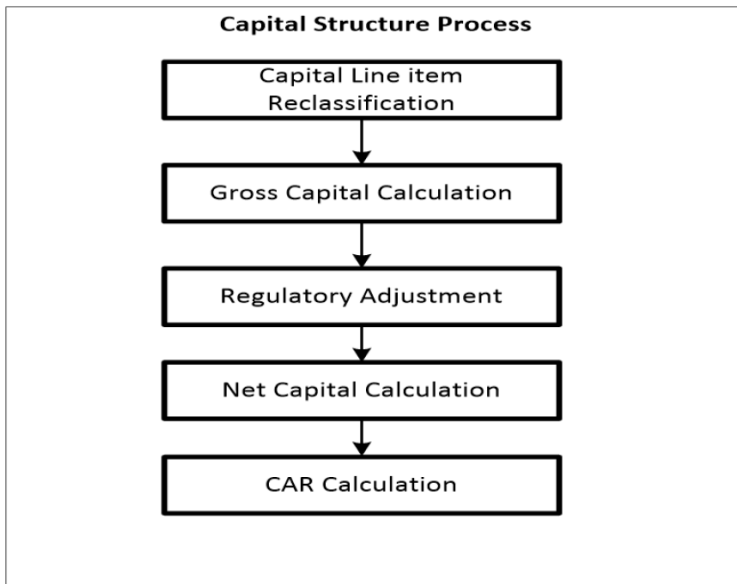 Capital Structure Process
Capital Line item
Reclassification
Gross Capital Calculation
Regulatory Adjustment
Net Capital Calculation
CAR Calculation